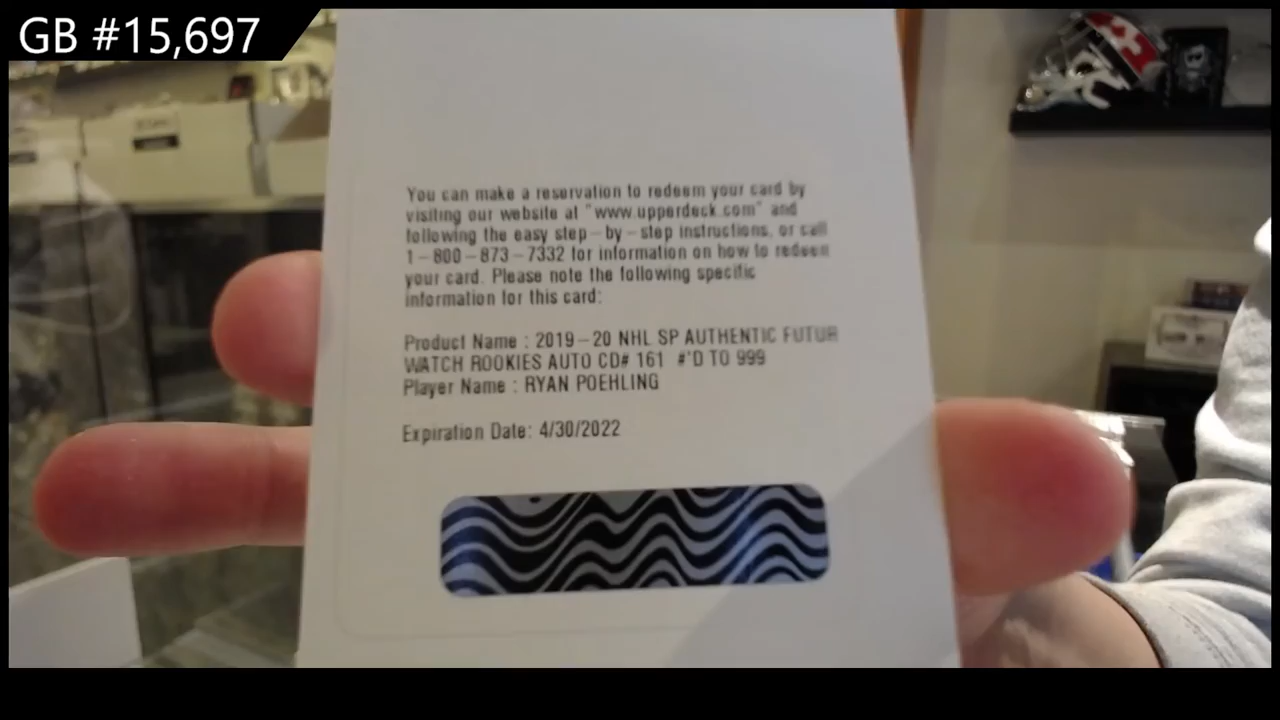 GB #15,697
You can make a reservation to redeem your card by
visiting our website at "www.upperdeck.com" and
following the easy step-by-step instructions, or call
1-800-873-7332 for information on how to redeem
your card. Please note the following specific
information for this card:
Product Name : 2019-20 NHL SP AUTHENTIC FUTUR
WATCH ROOKIES AUTO CD# 161 #'D TO 999
Player Name : RYAN POEHLING
Expiration Date: 4/30/2022